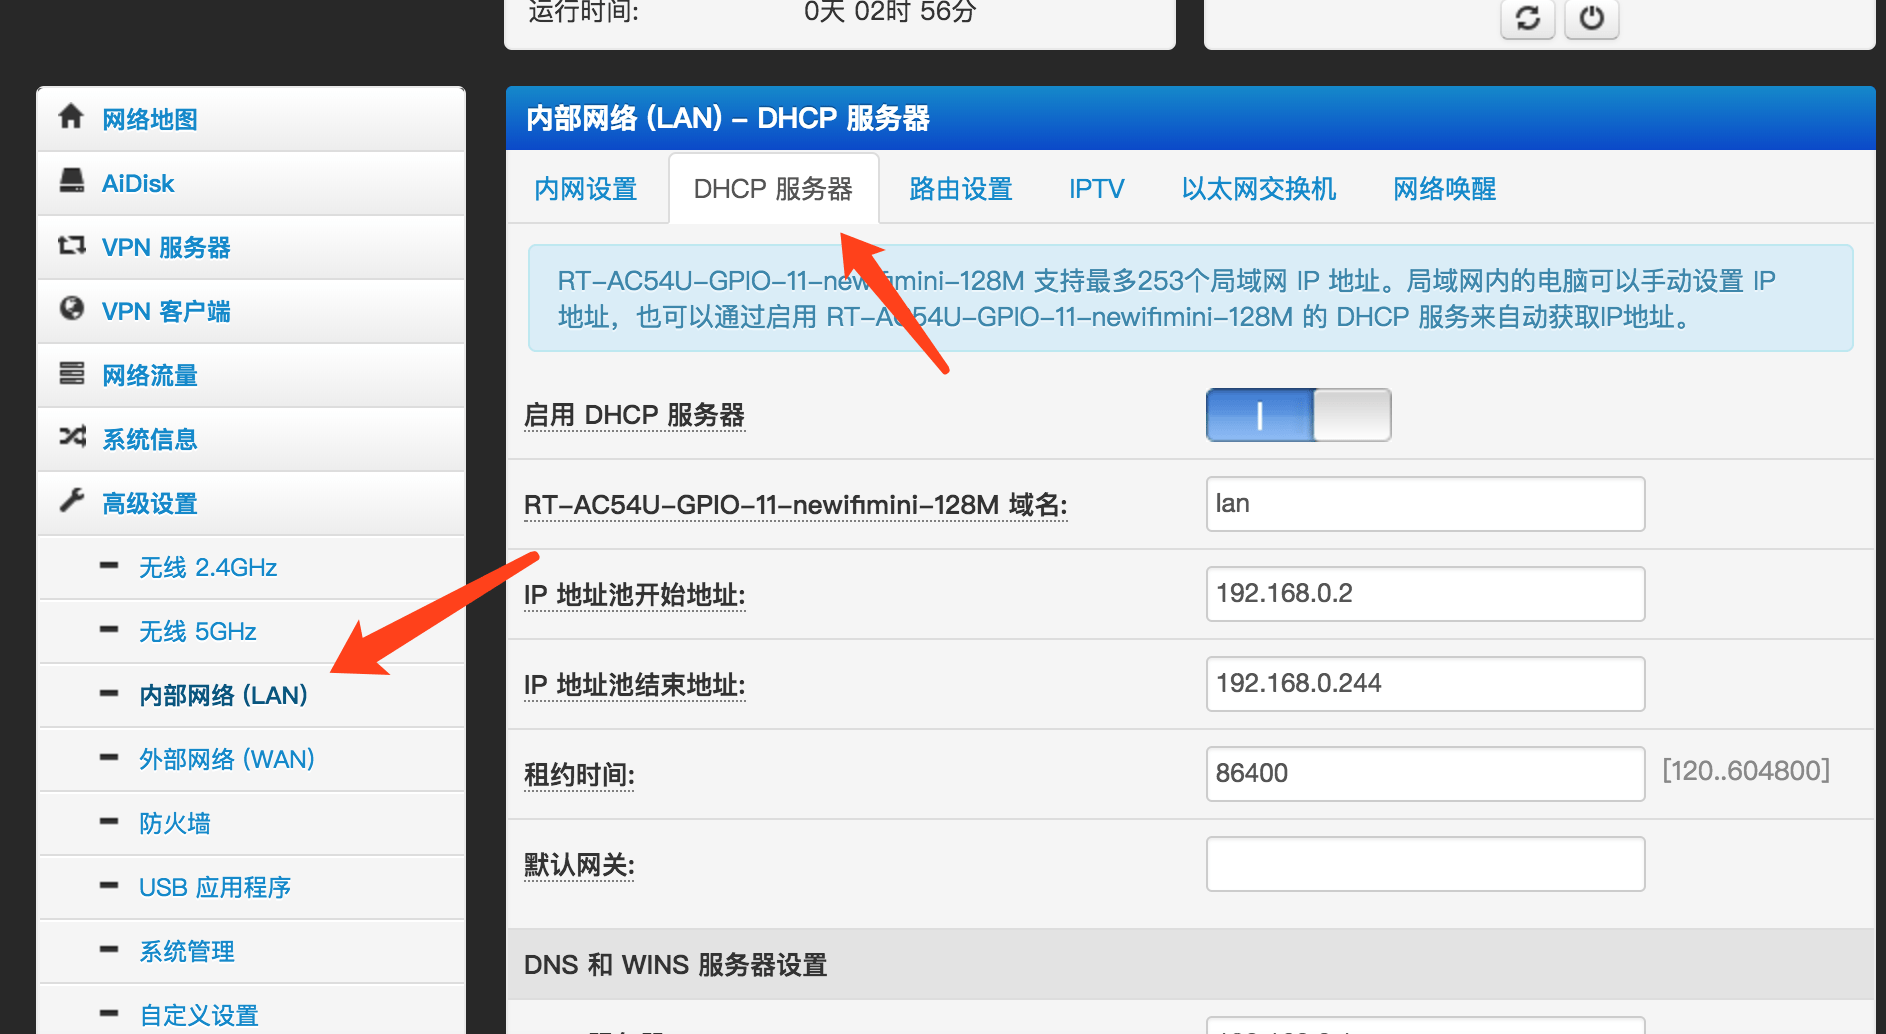 运行时间: 0天 02时 56分
网络地图
AiDisk
VPN 服务器
VPN 客户端
网络流量
系统信息
高级设置
无线 2.4GHz
无线 5GHz
内部网络 (LAN)
外部网络 (WAN)
防火墙
USB 应用程序
系统管理
自定义设置
内部网络 (LAN) – DHCP 服务器
内网设置 DHCP 服务器 路由设置 IPTV 以太网交换机 网络唤醒
RT-AC54U-GPIO-11-newifimini-128M 支持最多253个局域网 IP 地址。局域网内的电脑可以手动设置 IP
地址，也可以通过启用 RT-AC54U-GPIO-11-newifimini-128M 的 DHCP 服务来自动获取IP地址。
启用 DHCP 服务器
RT-AC54U-GPIO-11-newifimini-128M 域名: lan
IP 地址池开始地址: 192.168.0.2
IP 地址池结束地址: 192.168.0.244
租约时间: 86400 [120..604800]
默认网关:
DNS 和 WINS 服务器设置